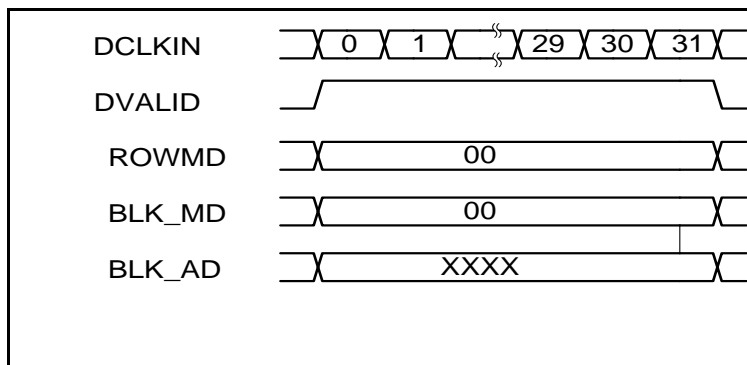 DCLKIN 0 1 29 30 31
DVALID
ROWMD 00
BLK_MD 00
BLK_AD XXXX